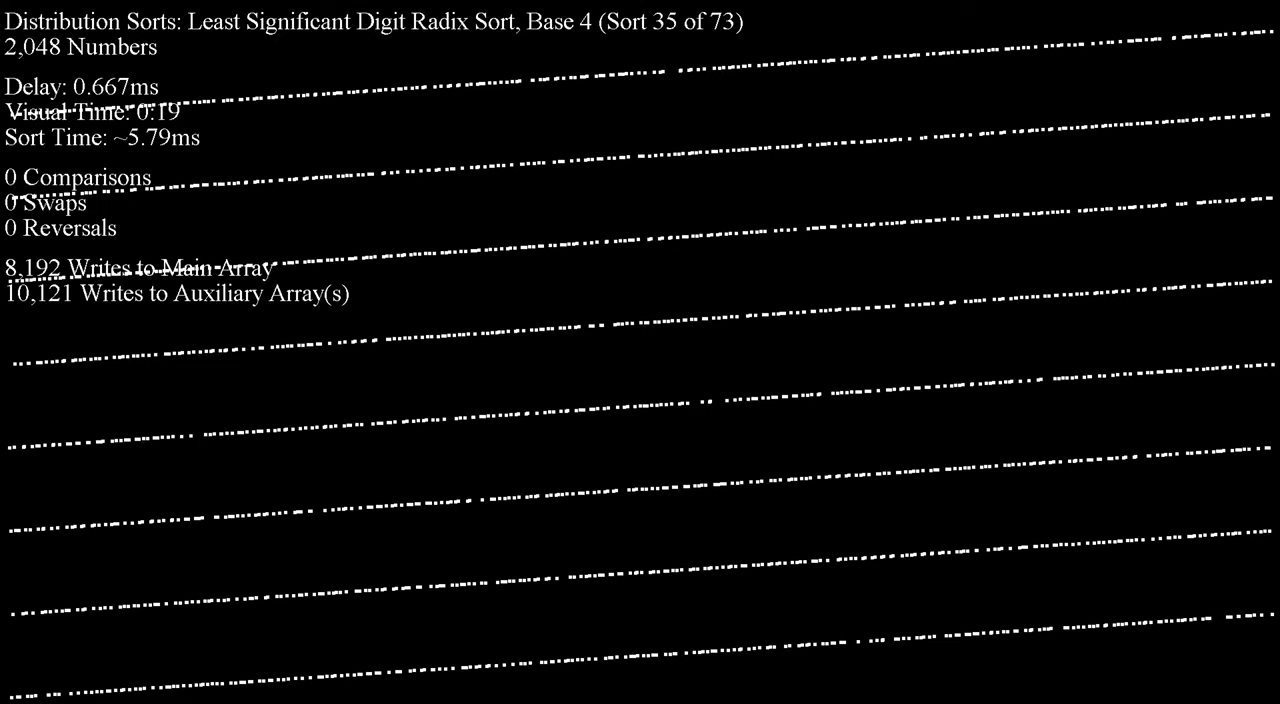 Distribution Sorts: Least Significant Digit Radix Sort, Base 4 (Sort 35 of 73)
2,048 Numbers
Delay: 0.667ms
Visual Time: 0:19
Sort Time: ~5.79ms
0 Comparisons
0 Swaps
0 Reversals
8,192 Writes to Main Array
10,121 Writes to Auxiliary Array(s)